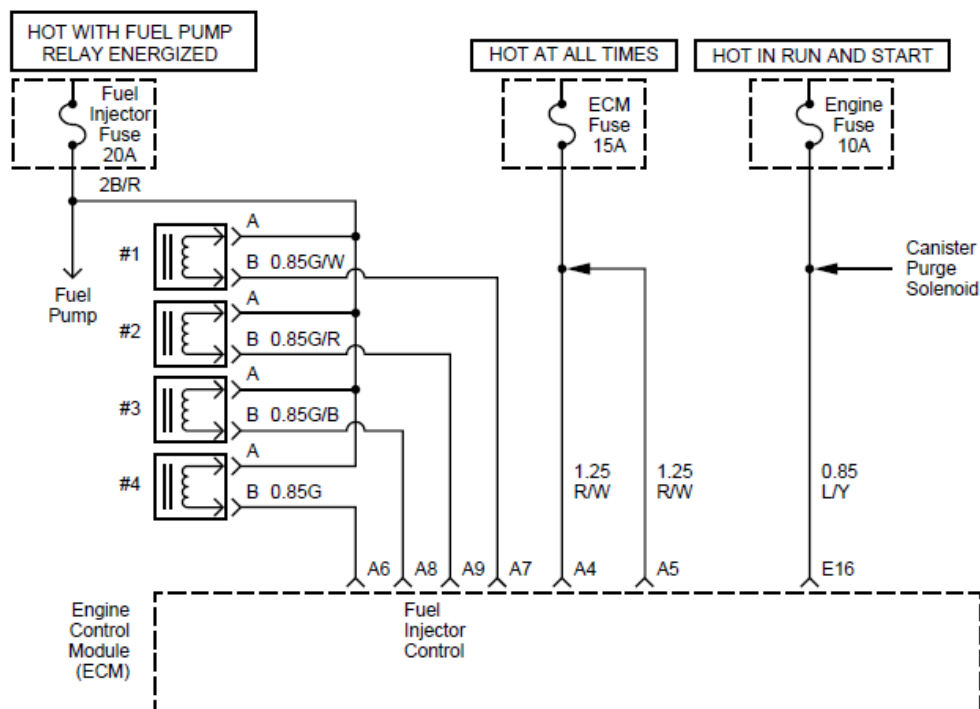 HOT WITH FUEL PUMP
RELAY ENERGIZED
HOT AT ALL TIMES
HOT IN RUN AND START
Fuel
Injector
Fuse
20A
ECM
Fuse
15A
Engine
Fuse
10A
2B/R
Fuel
Pump
#1
A
B 0.85G/W
#2
A
B 0.85G/R
#3
A
B 0.85G/B
#4
A
B 0.85G
Canister
Purge
Solenoid
1.25
R/W
1.25
R/W
0.85
L/Y
A6
A8
A9
A7
A4
A5
E16
Engine
Control
Module
(ECM)
Fuel
Injector
Control